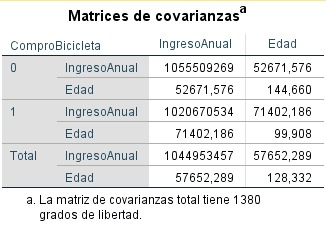 Matrices de covarianzasª
ComproBicicleta IngresoAnual Edad
0 IngresoAnual 1055509269 52671,576
Edad 52671,576 144,660
1 IngresoAnual 1020670534 71402,186
Edad 71402,186 99,908
Total IngresoAnual 1044953457 57652,289
Edad 57652,289 128,332
a. La matriz de covarianzas total tiene 1380
grados de libertad.